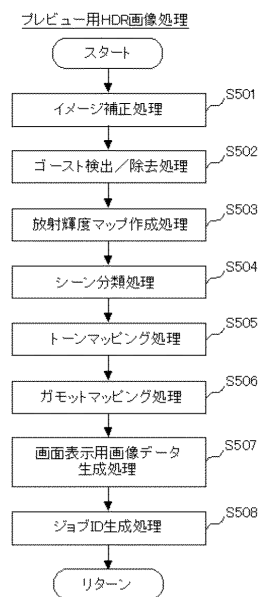 プレビュー用HDR画像処理
スタート
S501
イメージ補正処理
S502
ゴースト検出／除去処理
S503
放射輝度マップ作成処理
S504
シーン分類処理
S505
トーンマッピング処理
S506
ガモットマッピング処理
S507
画面表示用画像データ
生成処理
S508
ジョブID生成処理
リターン